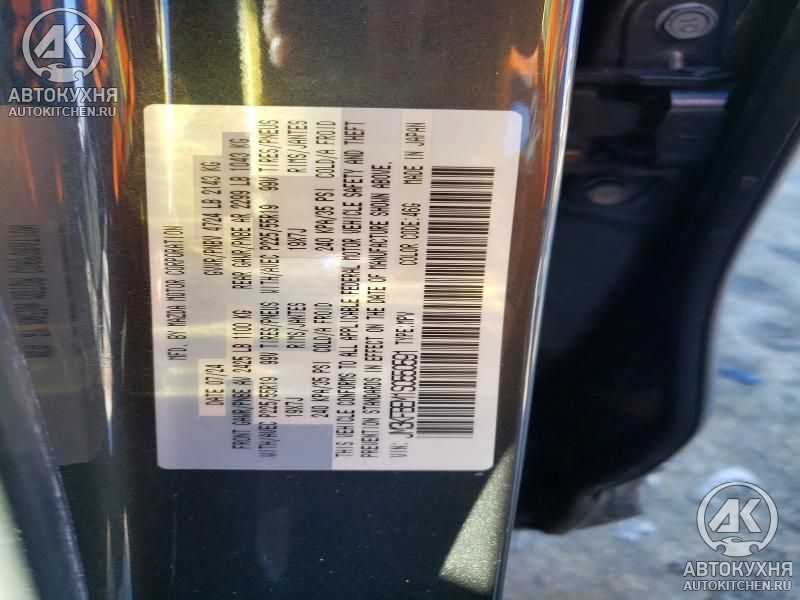 AK
АВТОКУХНЯ
AUTOKITCHEN.RU
MFD. BY MAZDA MOTOR CORPORATION
DATE 07/24 GVWR/PNBV 4724 LB 2143 KG
FRONT GAWR/PNBE AV 2425 LB 1100 KG REAR GAWR/PNBE AR 2299 LB 1043 KG
WITH/AVEC P225/55R19 99V TIRES/PNEUS WITH/AVEC P225/55R19 99V TIRES/PNEUS
19X7J RIMS/JANTES 19X7J RIMS/JANTES
240 KPA/35 PSI COLD/A FROID 240 KPA/35 PSI COLD/A FROID
THIS VEHICLE CONFORMS TO ALL APPLICABLE FEDERAL MOTOR VEHICLE SAFETY AND THEFT
PREVENTION STANDARDS IN EFFECT ON THE DATE OF MANUFACTURE SHOWN ABOVE.
VIN: TYPE:MPV COLOR CODE:46G MADE IN JAPAN
AK
АВТОКУХНЯ
AUTOKITCHEN.RU